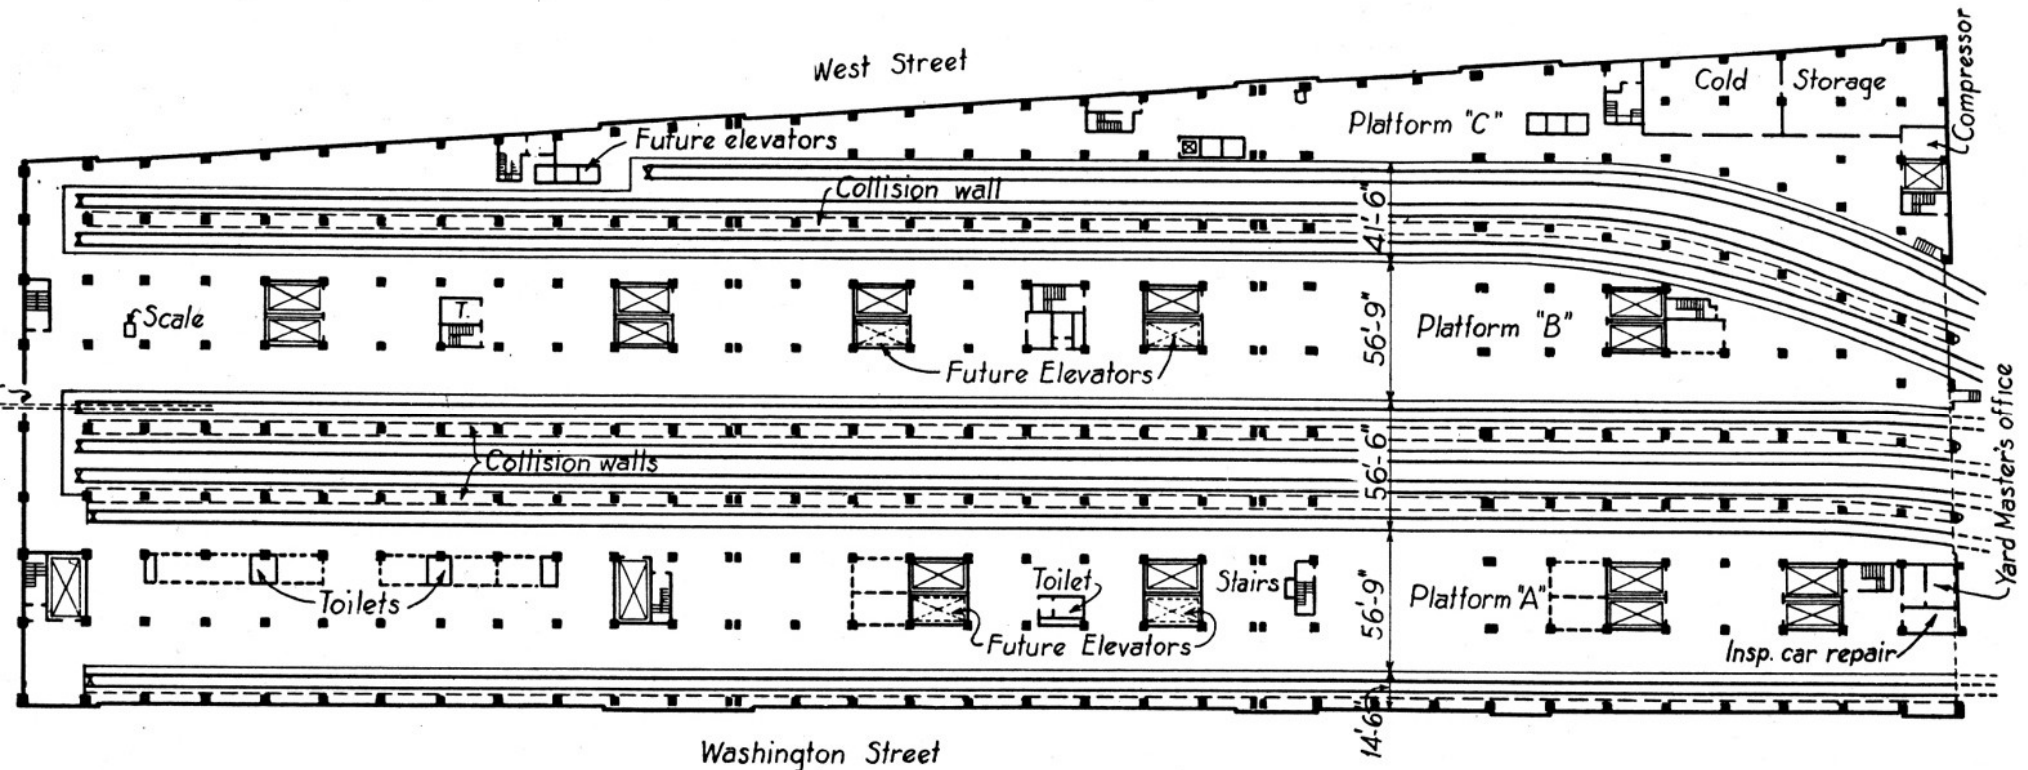 West Street
Cold Storage
Compressor
Platform "C"
Future elevators
Collision wall
41'-6"
Scale
T.
Platform "B"
56'-9"
Future Elevators
Yard Master's office
Collision walls
56'-6"
Toilets
Toilet
Stairs
Platform "A"
56'-9"
Future Elevators
Insp. car repair
14'-6"
Washington Street